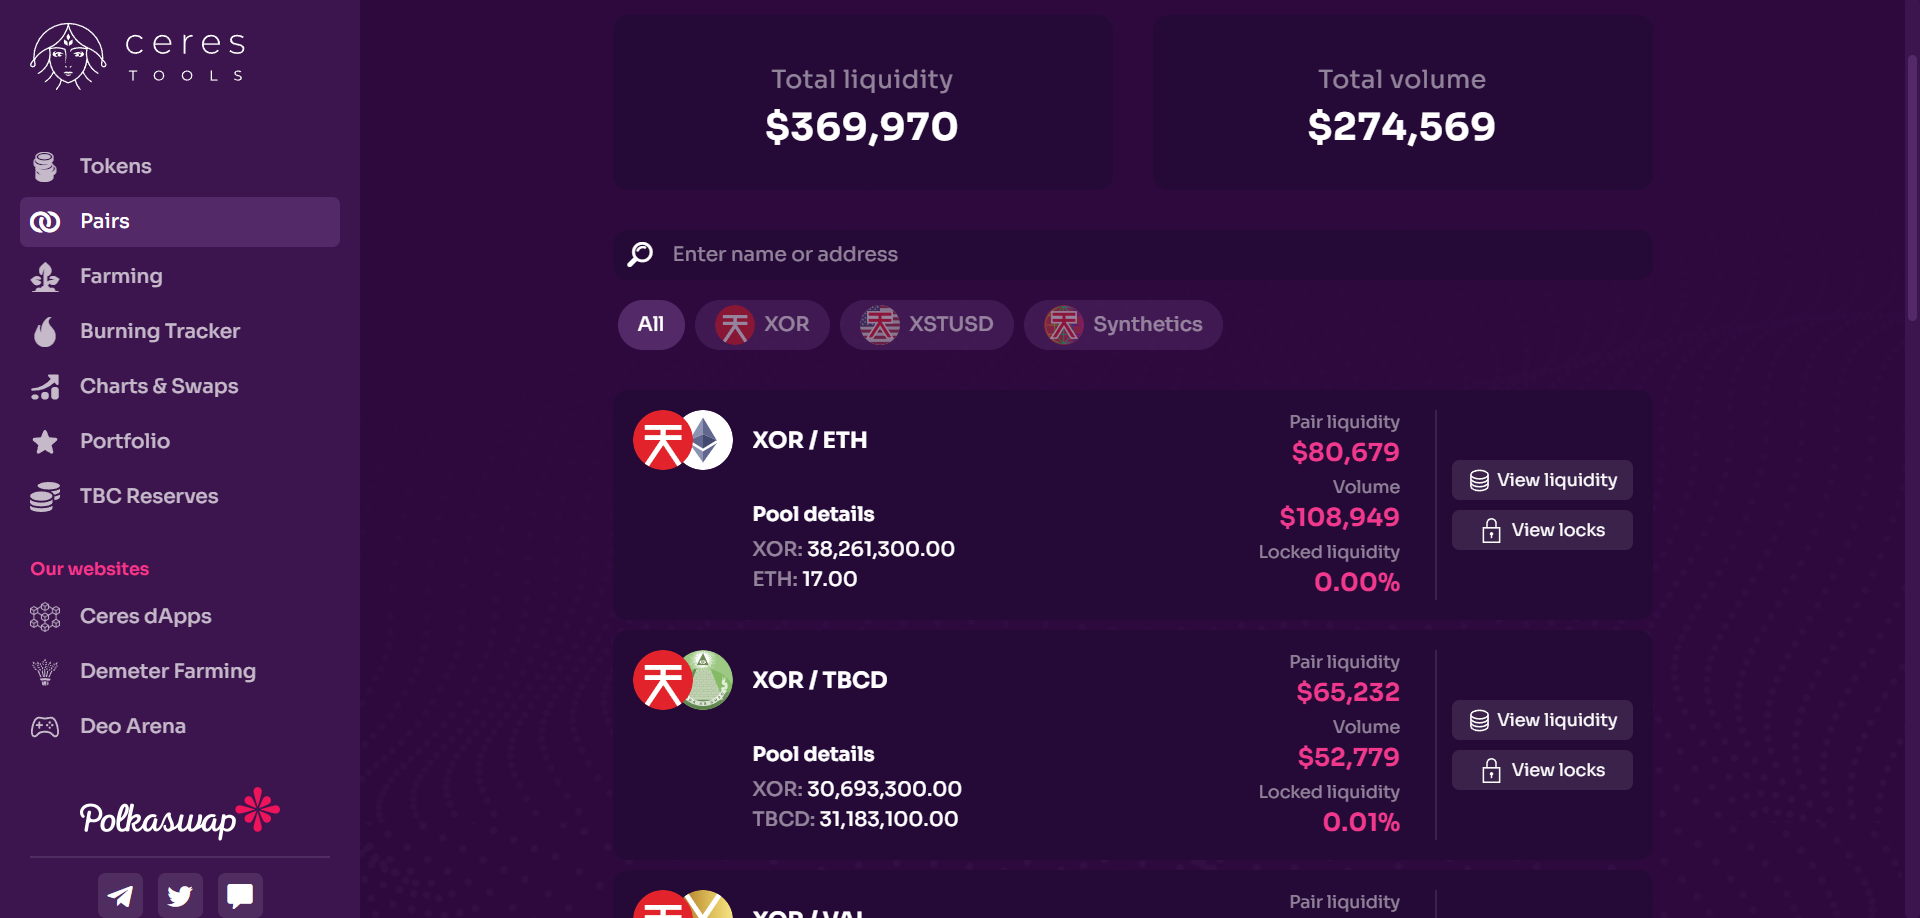 ceres
TOOLS
Tokens
Pairs
Farming
Burning Tracker
Charts & Swaps
Portfolio
TBC Reserves
Our websites
Ceres dApps
Demeter Farming
Deo Arena
Polkaswap
Total liquidity
$369,970
Total volume
$274,569
Enter name or address
All
XOR
XSTUSD
Synthetics
XOR / ETH
Pool details
XOR: 38,261,300.00
ETH: 17.00
Pair liquidity
$80,679
Volume
$108,949
Locked liquidity
0.00%
View liquidity
View locks
XOR / TBCD
Pool details
XOR: 30,693,300.00
TBCD: 31,183,100.00
Pair liquidity
$65,232
Volume
$52,779
Locked liquidity
0.01%
View liquidity
View locks
XOR / VAL
Pair liquidity